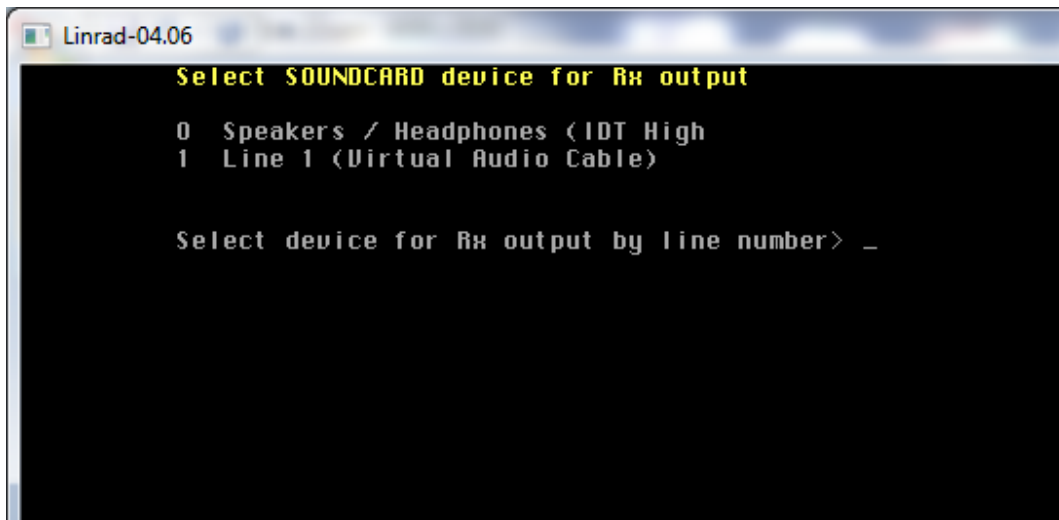 Linrad-04.06
Select SOUNDCARD device for Rx output
0 Speakers / Headphones (IDT High
1 Line 1 (Virtual Audio Cable)
Select device for Rx output by line number> _